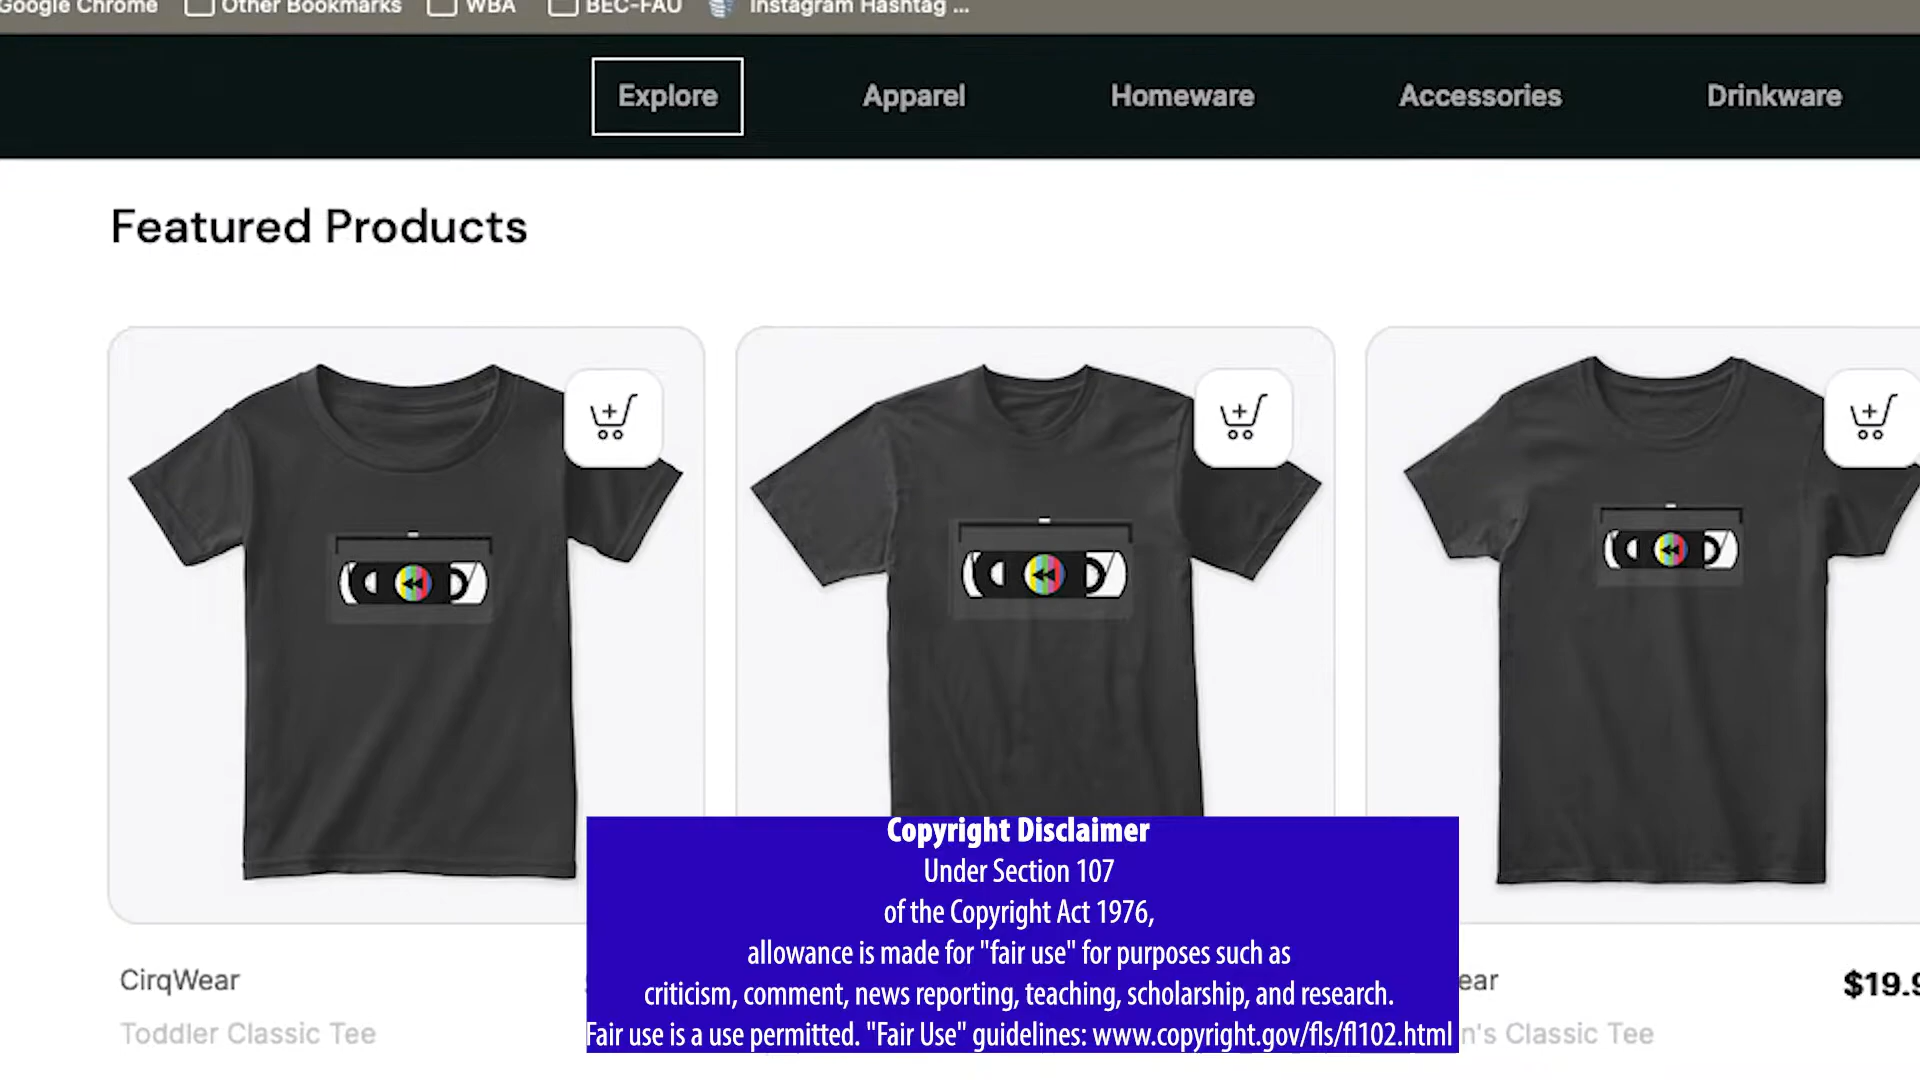 Google Chrome Other Bookmarks WBA BEC-FAU Instagram Hashtag ...
Explore Apparel Homeware Accessories Drinkware
Featured Products
Copyright Disclaimer
Under Section 107
of the Copyright Act 1976,
allowance is made for "fair use" for purposes such as
criticism, comment, news reporting, teaching, scholarship, and research.
Fair use is a use permitted. "Fair Use" guidelines: www.copyright.gov/fls/fl102.html
CirqWear
Toddler Classic Tee
ear
$19.9
n's Classic Tee